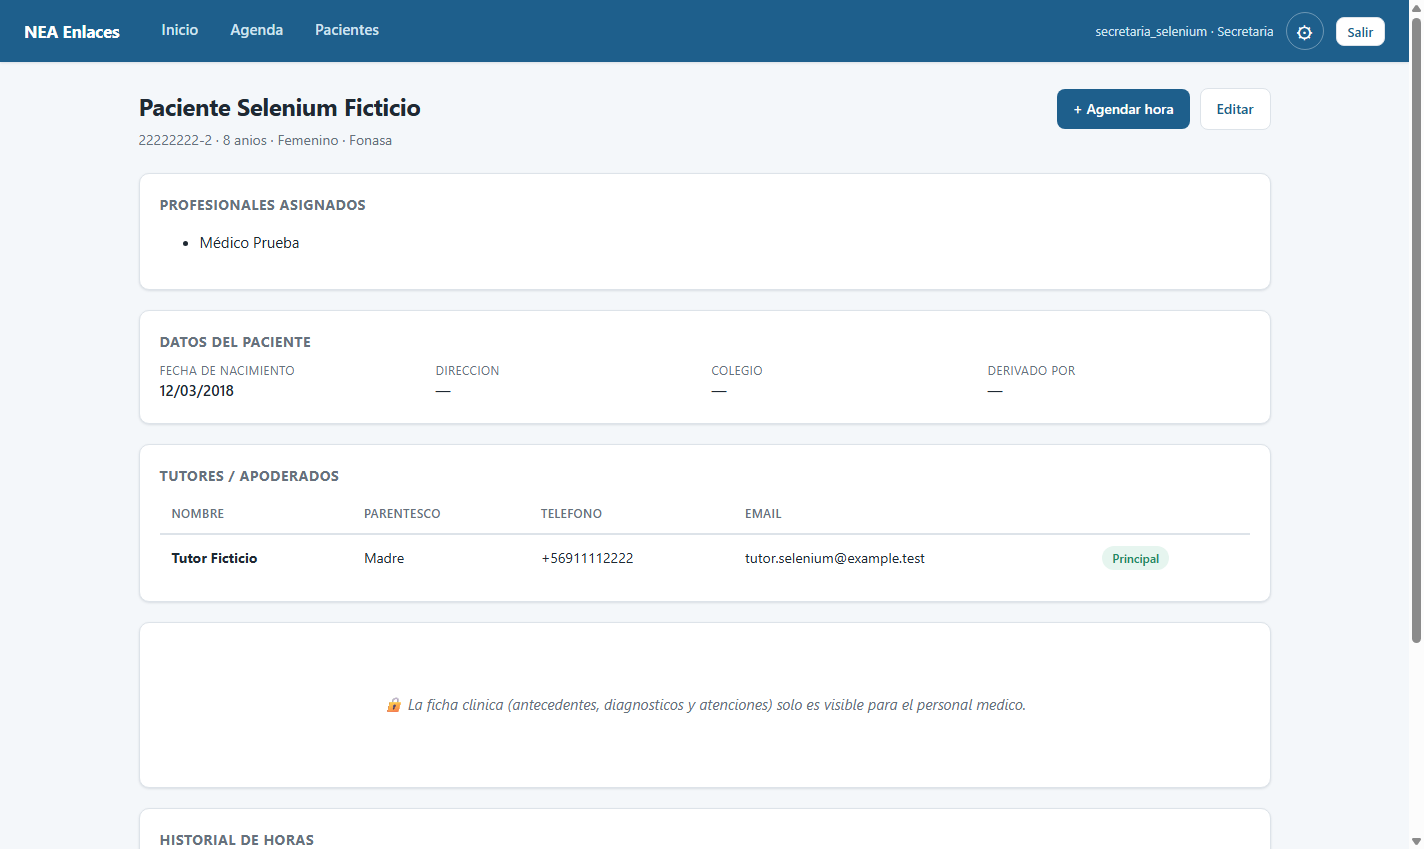 NEA Enlaces Inicio Agenda Pacientes secretaria_selenium · Secretaria Salir
Paciente Selenium Ficticio
+ Agendar hora Editar
22222222-2 · 8 anios · Femenino · Fonasa
PROFESIONALES ASIGNADOS
• Médico Prueba
DATOS DEL PACIENTE
FECHA DE NACIMIENTO DIRECCION COLEGIO DERIVADO POR
12/03/2018 — — —
TUTORES / APODERADOS
NOMBRE PARENTESCO TELEFONO EMAIL
Tutor Ficticio Madre +56911112222 tutor.selenium@example.test Principal
La ficha clinica (antecedentes, diagnosticos y atenciones) solo es visible para el personal medico.
HISTORIAL DE HORAS